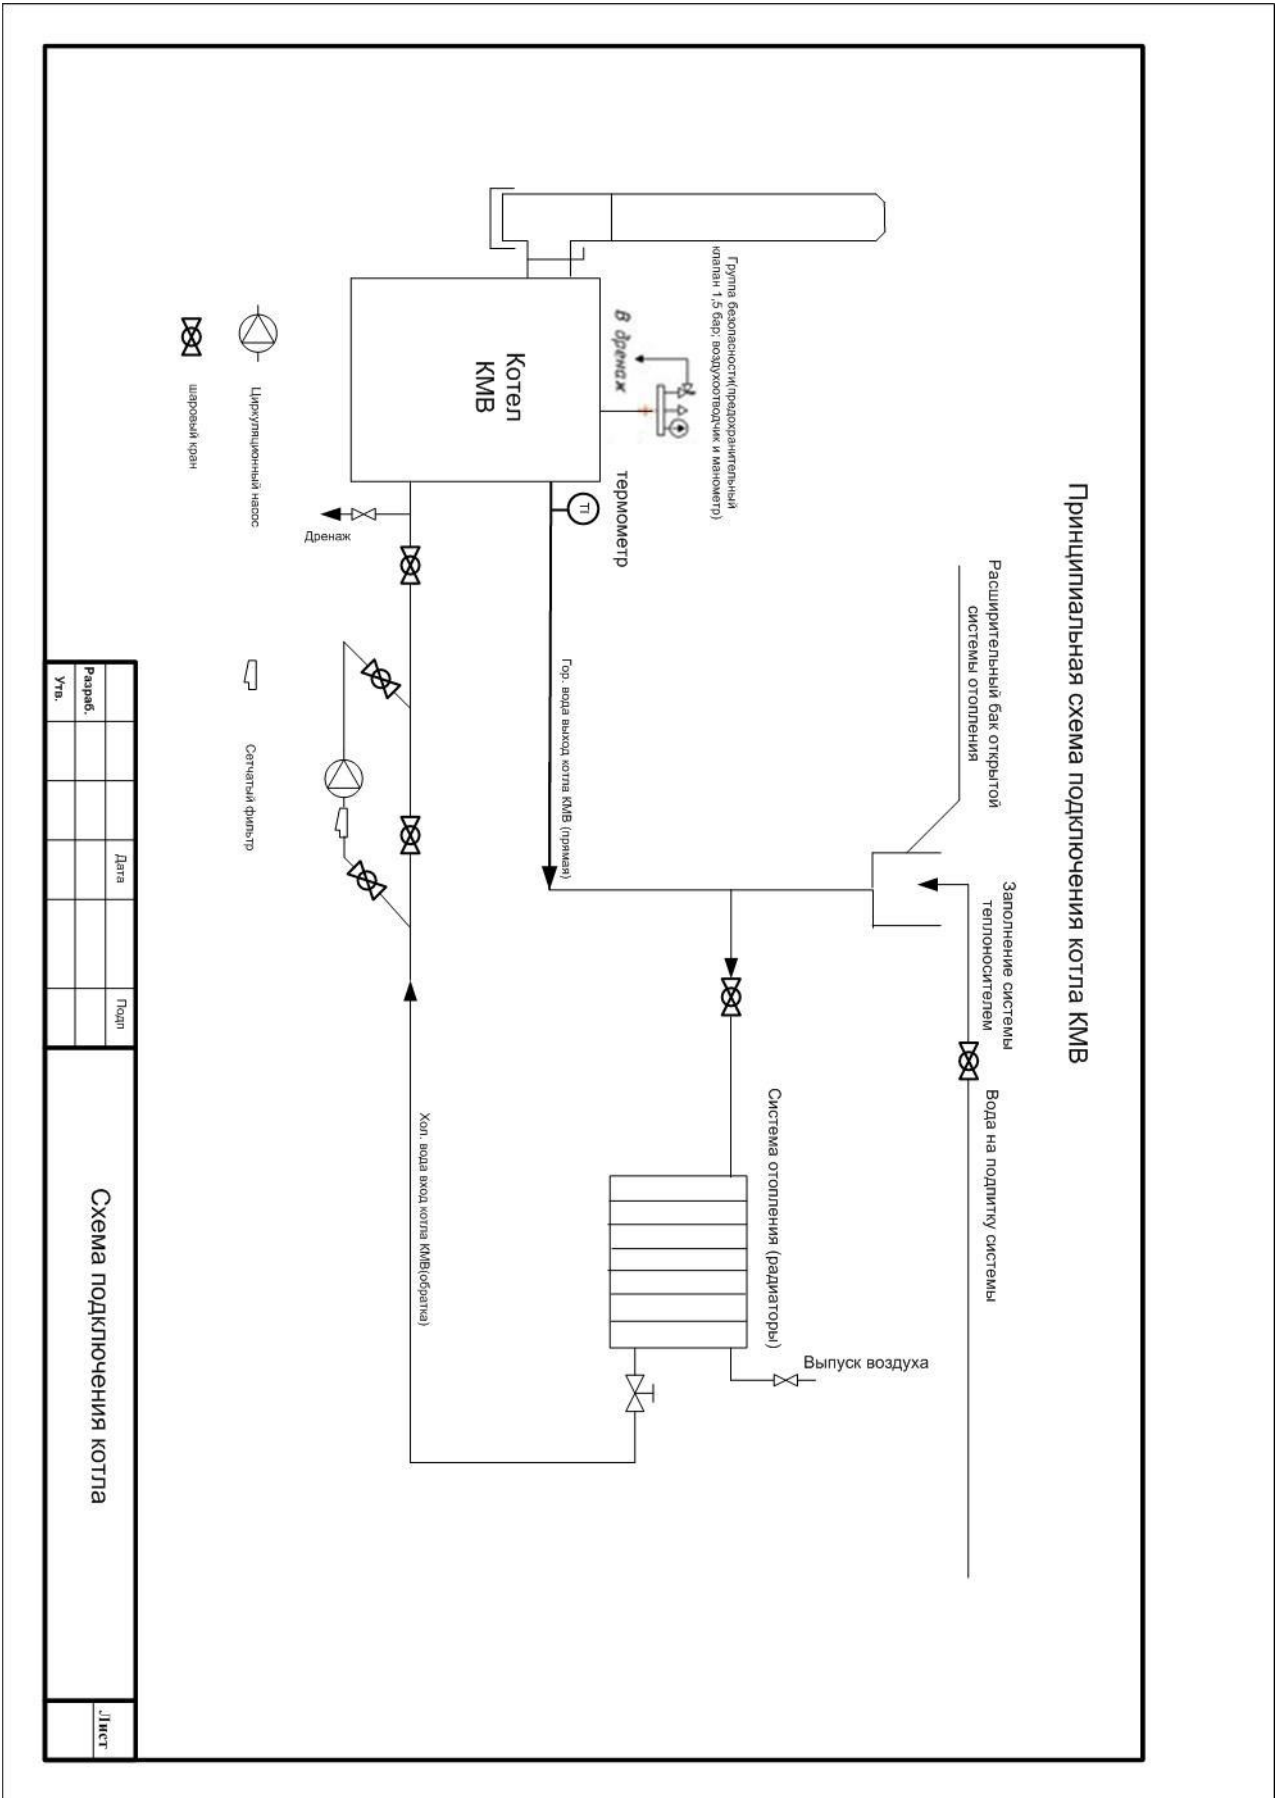 Принципиальная схема подключения котла КМВ
Расширительный бак открытой
системы отопления
Заполнение системы
теплоносителем
Вода на подпитку системы
Группа безопасности(предохранительный
клапан 1,5 бар; воздухоотводчик и манометр)
В дренаж
термометр
TI
Котел
КМВ
Гор. вода выход котла КМВ (прямая)
Система отопления (радиаторы)
Выпуск воздуха
Дренаж
Хол. вода вход котла КМВ(обратка)
Циркуляционный насос
шаровый кран
Сетчатый фильтр
Дата
Подп
Разраб.
Утв.
Схема подключения котла
Лист